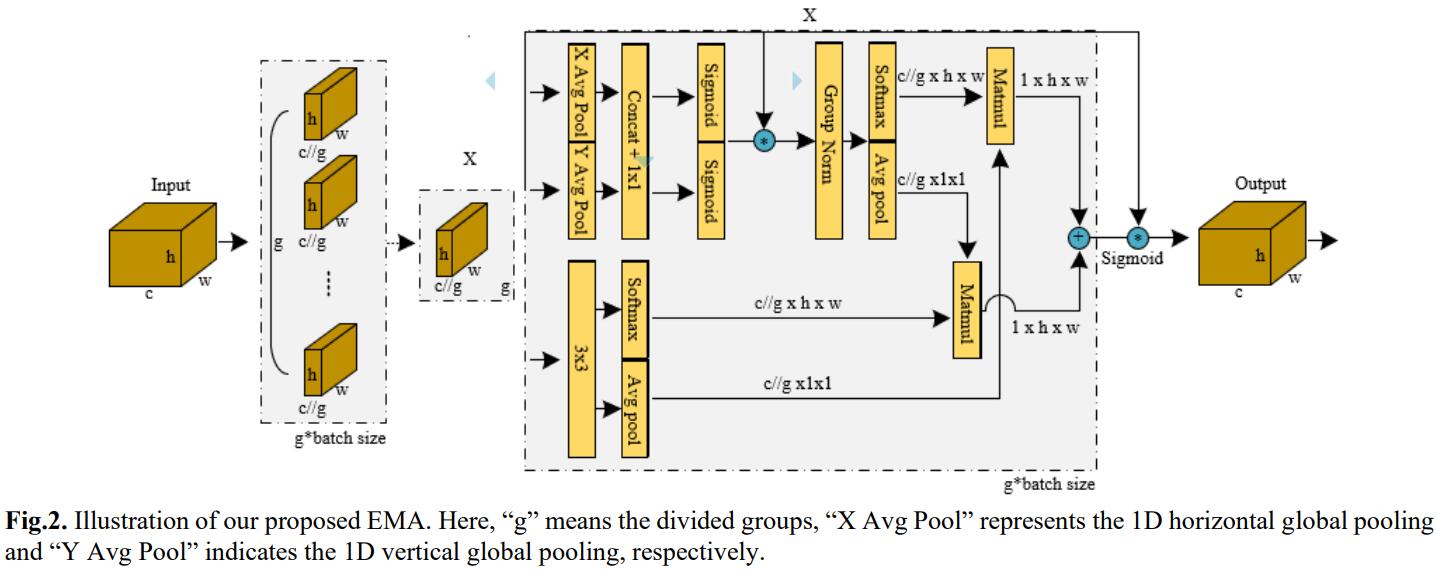 Input
h
w
c
h
w
c//g
h
w
c//g
g
h
w
c//g
g*batch size
X
h
w
c//g
g
X
X Avg Pool
Y Avg Pool
Concat + 1x1
Sigmoid
Sigmoid
*
Group Norm
Softmax
Avg pool
c//g x h x w
c//g x1x1
Matmul
1 x h x w
3x3
Softmax
Avg pool
c//g x h x w
c//g x1x1
Matmul
1 x h x w
+
Sigmoid
*
g*batch size
Output
h
w
c
Fig.2. Illustration of our proposed EMA. Here, “g” means the divided groups, “X Avg Pool” represents the 1D horizontal global pooling
and “Y Avg Pool” indicates the 1D vertical global pooling, respectively.